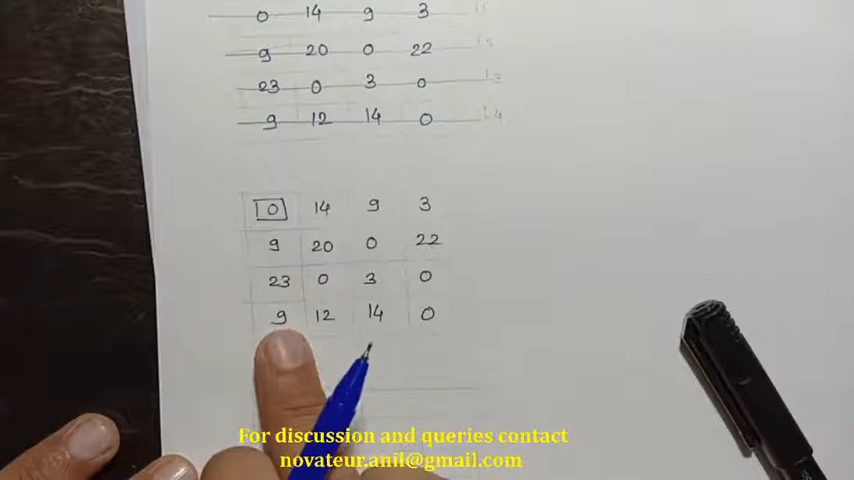 0 14 9 3
9 20 0 22
23 0 3 0
9 12 14 0
0 14 9 3
9 20 0 22
23 0 3 0
9 12 14 0
For discussion and queries contact
novateur.anil@gmail.com